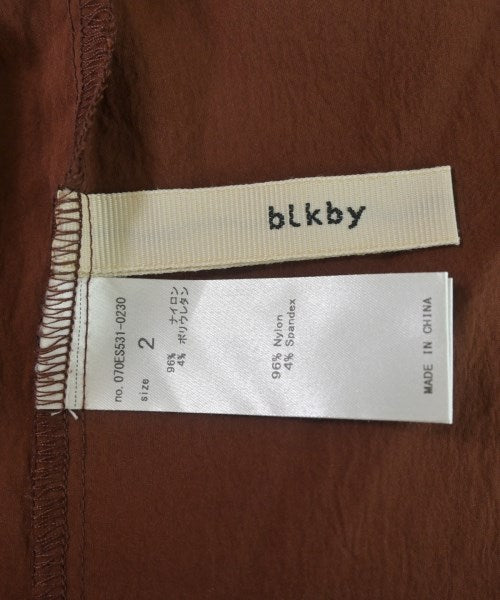 blkby
no. 070ES531-0230
size 2
96% ナイロン
4% ポリウレタン
96% Nylon
4% Spandex
MADE IN CHINA